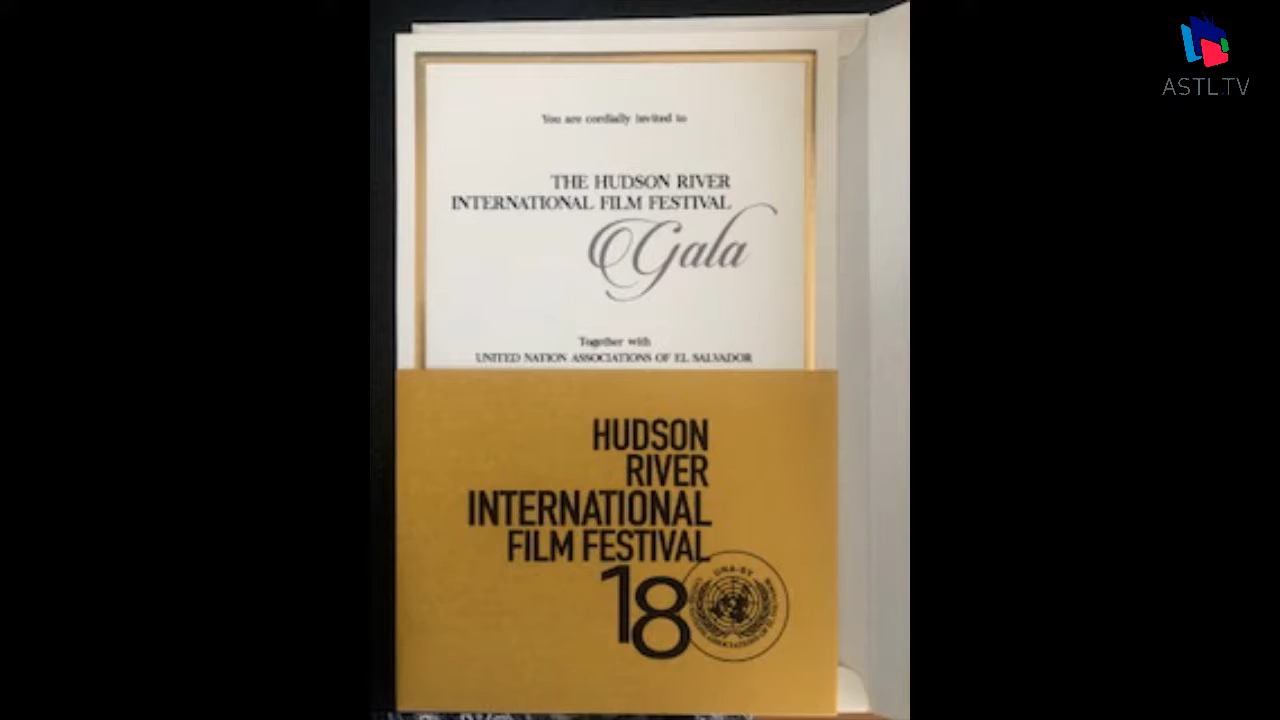 ASTL.TV
You are cordially invited to
THE HUDSON RIVER
INTERNATIONAL FILM FESTIVAL
Gala
Together with
UNITED NATION ASSOCIATIONS OF EL SALVADOR
HUDSON
RIVER
INTERNATIONAL
FILM FESTIVAL
18
UNA-SV